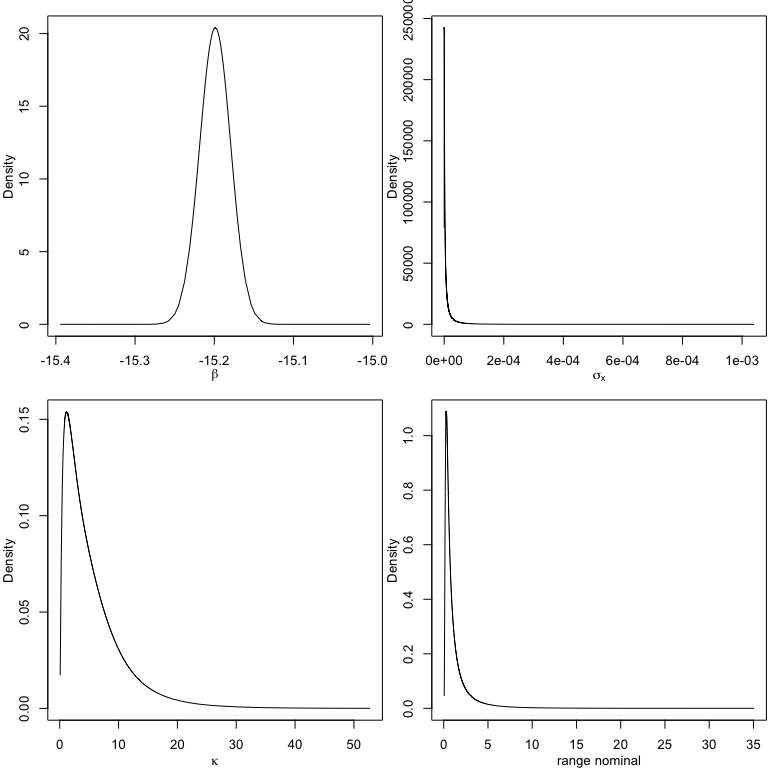 Density
0 5 10 15 20
-15.4 -15.3 -15.2 -15.1 -15.0
β
Density
0 50000 100000 150000 200000 250000
0e+00 2e-04 4e-04 6e-04 8e-04 1e-03
σx
Density
0.00 0.05 0.10 0.15
0 10 20 30 40 50
κ
Density
0.0 0.2 0.4 0.6 0.8 1.0
0 5 10 15 20 25 30 35
range nominal